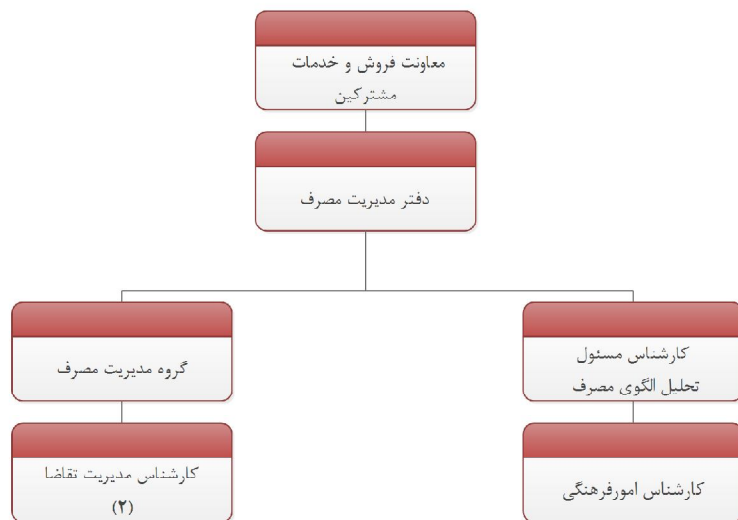 معاونت فروش و خدمات
مشترکین
دفتر مدیریت مصرف
کارشناس مسئول
تحلیل الگوی مصرف
گروه مدیریت مصرف
کارشناس امورفرهنگی
کارشناس مدیریت تقاضا
(۲)